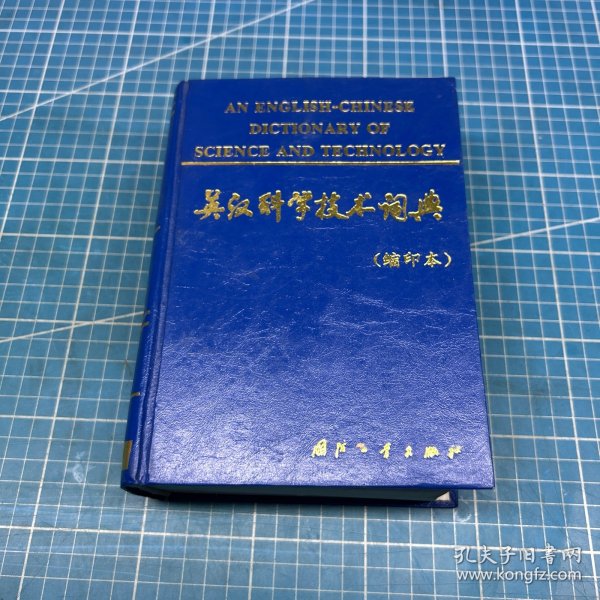 AN ENGLISH-CHINESE
DICTIONARY OF
SCIENCE AND TECHNOLOGY
英汉科学技术词典
(缩印本)
国防工业出版社
孔夫子旧书网
www.kongfz.com